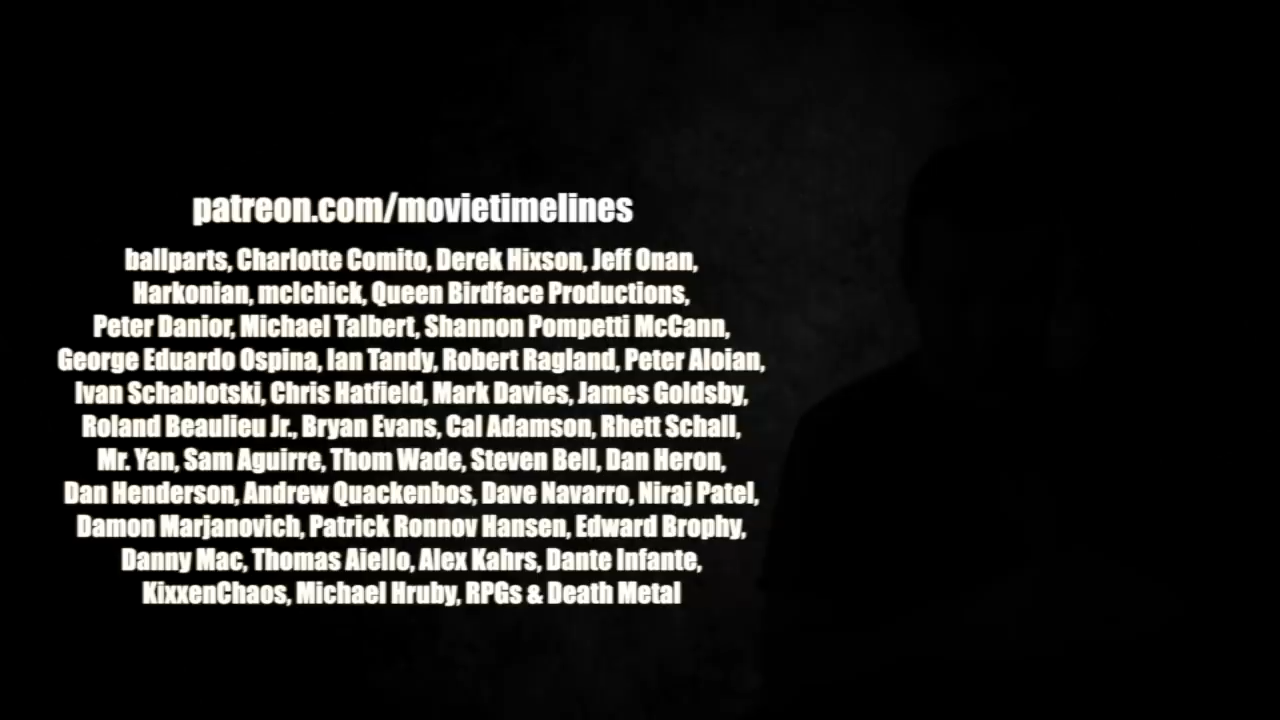 patreon.com/movietimelines
ballparts, Charlotte Comito, Derek Hixson, Jeff Onan,
Harkonian, mclchick, Queen Birdface Productions,
Peter Danior, Michael Talbert, Shannon Pompetti McCann,
George Eduardo Ospina, Ian Tandy, Robert Ragland, Peter Aloian,
Ivan Schablotski, Chris Hatfield, Mark Davies, James Goldsby,
Roland Beaulieu Jr., Bryan Evans, Cal Adamson, Rhett Schall,
Mr. Yan, Sam Aguirre, Thom Wade, Steven Bell, Dan Heron,
Dan Henderson, Andrew Quackenbos, Dave Navarro, Niraj Patel,
Damon Marjanovich, Patrick Ronnov Hansen, Edward Brophy,
Danny Mac, Thomas Aiello, Alex Kahrs, Dante Infante,
KixxenChaos, Michael Hruby, RPGs & Death Metal